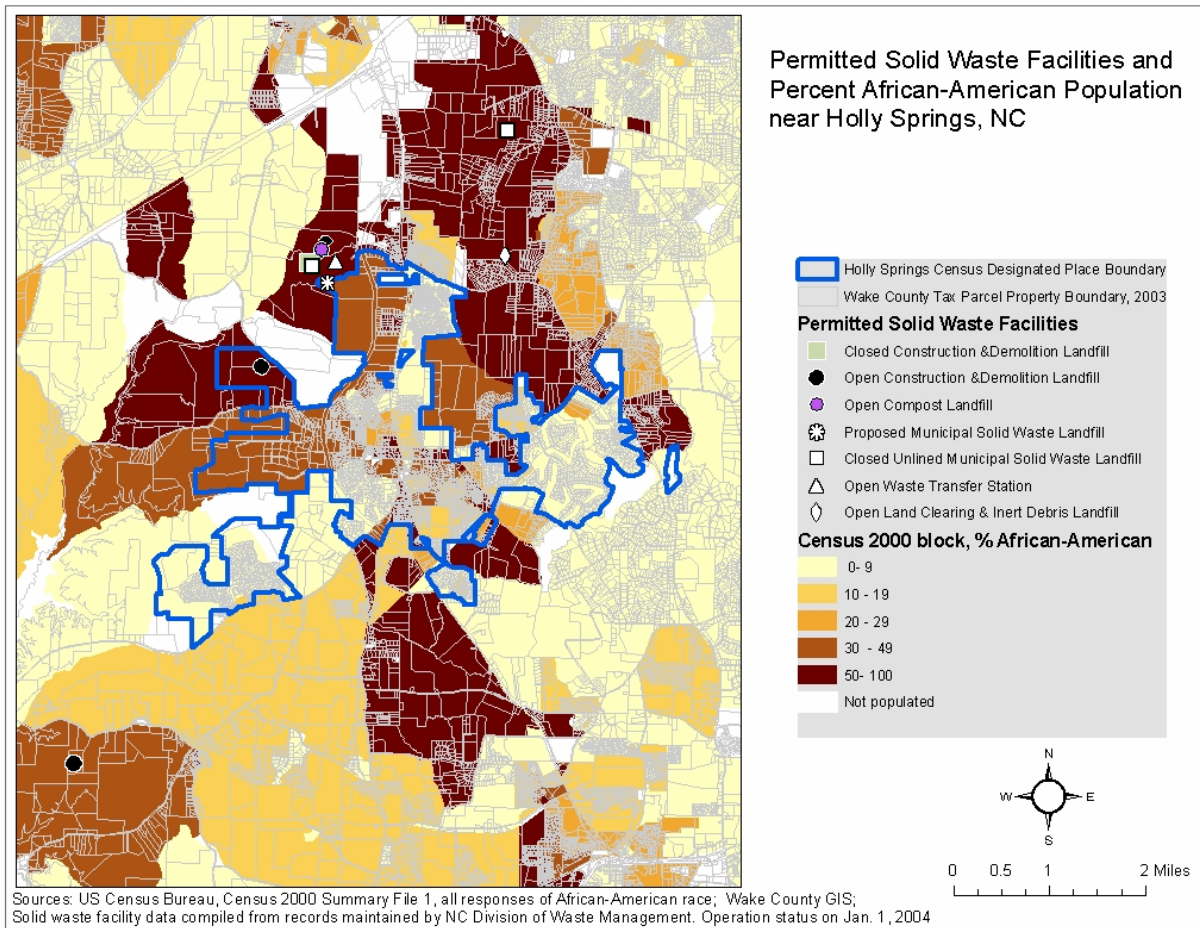 Permitted Solid Waste Facilities and
Percent African-American Population
near Holly Springs, NC
Holly Springs Census Designated Place Boundary
Wake County Tax Parcel Property Boundary, 2003
Permitted Solid Waste Facilities
Closed Construction &Demolition Landfill
Open Construction &Demolition Landfill
Open Compost Landfill
Proposed Municipal Solid Waste Landfill
Closed Unlined Municipal Solid Waste Landfill
Open Waste Transfer Station
Open Land Clearing & Inert Debris Landfill
Census 2000 block, % African-American
0- 9
10 - 19
20 - 29
30 - 49
50- 100
Not populated
N
W E
S
0 0.5 1 2 Miles
Sources: US Census Bureau, Census 2000 Summary File 1, all responses of African-American race; Wake County GIS;
Solid waste facility data compiled from records maintained by NC Division of Waste Management. Operation status on Jan. 1, 2004